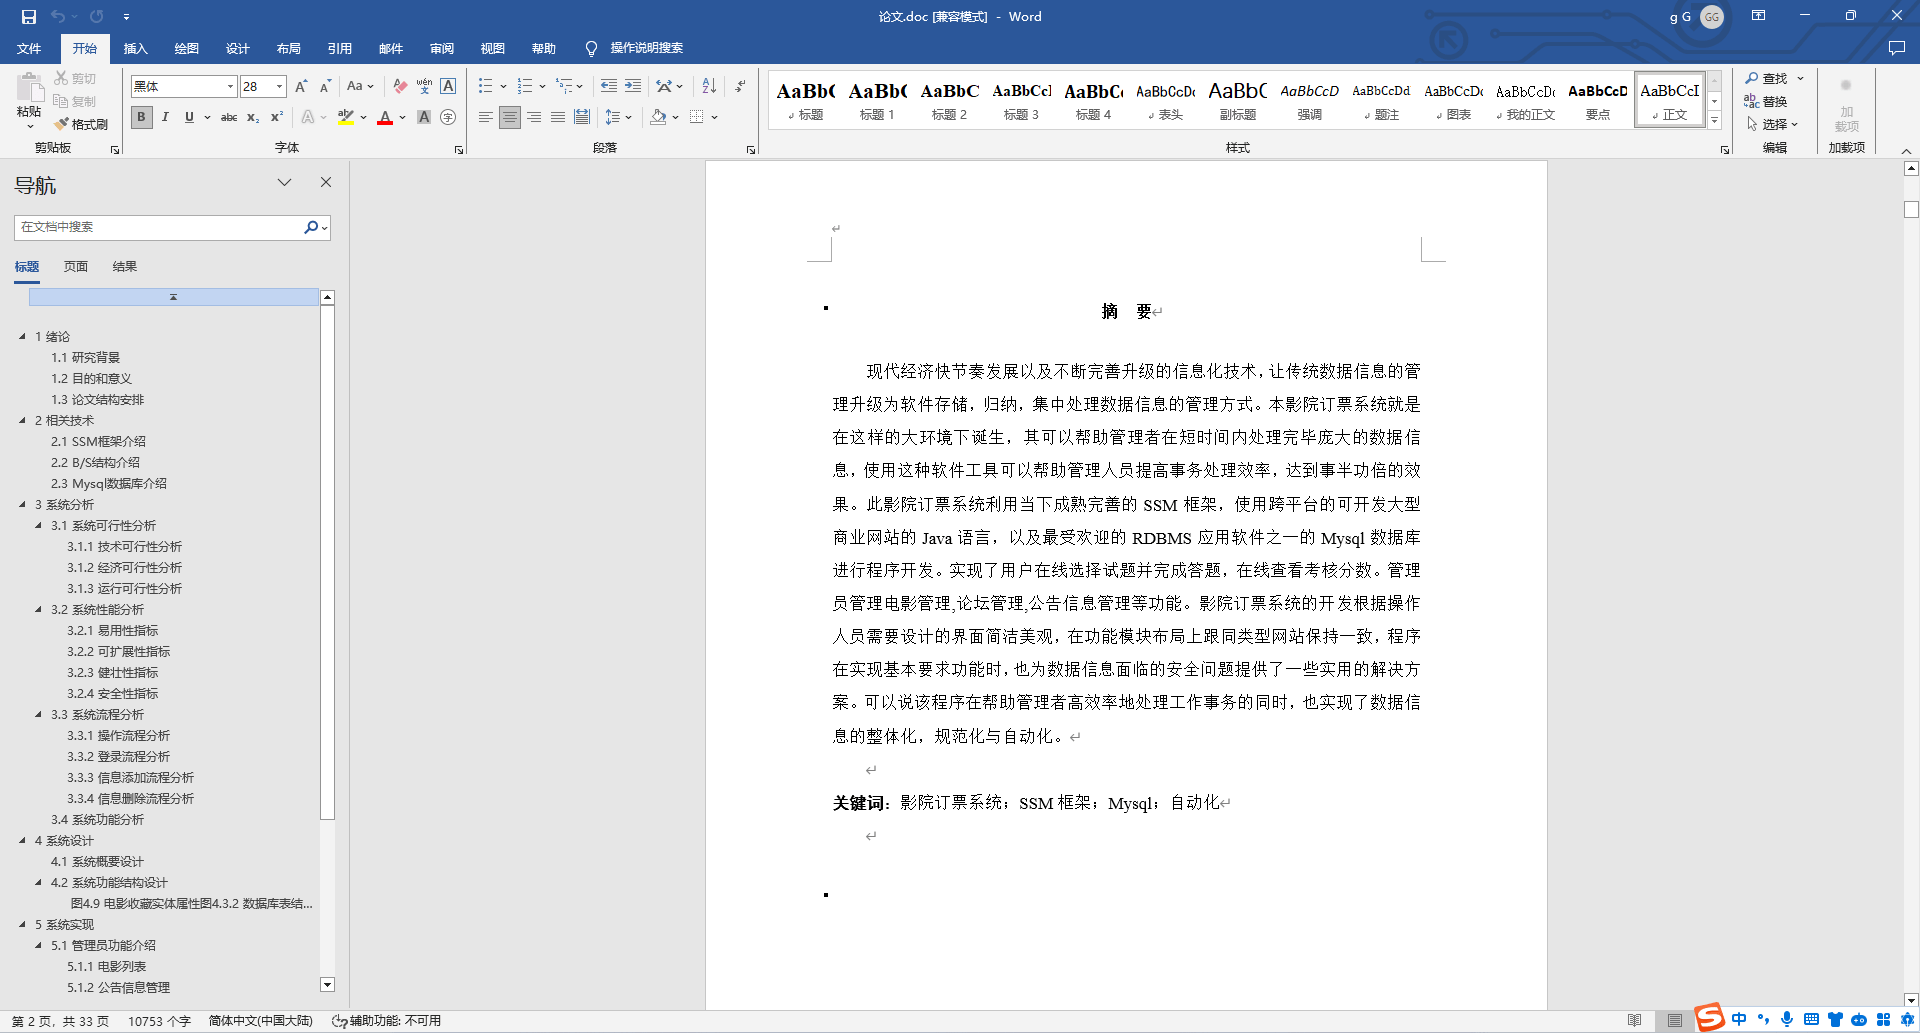 论文.doc [兼容模式] - Word
g G
GG
文件 开始 插入 绘图 设计 布局 引用 邮件 审阅 视图 帮助 操作说明搜索
粘贴
剪切
复制
格式刷
剪贴板
黑体 28
字体
段落
AaBbC 标题
AaBbC 标题 1
AaBbC 标题 2
AaBbCcI 标题 3
AaBbC 标题 4
AaBbCcDc 表头
AaBbC 副标题
AaBbCcD 强调
AaBbCcDd 题注
AaBbCcDc 图表
AaBbCcDc 我的正文
AaBbCcD 要点
AaBbCcI 正文
样式
查找
替换
选择
编辑
加
载项
加载项
导航
在文档中搜索
标题 页面 结果
1 绪论
1.1 研究背景
1.2 目的和意义
1.3 论文结构安排
2 相关技术
2.1 SSM框架介绍
2.2 B/S结构介绍
2.3 Mysql数据库介绍
3 系统分析
3.1 系统可行性分析
3.1.1 技术可行性分析
3.1.2 经济可行性分析
3.1.3 运行可行性分析
3.2 系统性能分析
3.2.1 易用性指标
3.2.2 可扩展性指标
3.2.3 健壮性指标
3.2.4 安全性指标
3.3 系统流程分析
3.3.1 操作流程分析
3.3.2 登录流程分析
3.3.3 信息添加流程分析
3.3.4 信息删除流程分析
3.4 系统功能分析
4 系统设计
4.1 系统概要设计
4.2 系统功能结构设计
图4.9 电影收藏实体属性图4.3.2 数据库表结...
5 系统实现
5.1 管理员功能介绍
5.1.1 电影列表
5.1.2 公告信息管理
摘 要
现代经济快节奏发展以及不断完善升级的信息化技术，让传统数据信息的管
理升级为软件存储，归纳，集中处理数据信息的管理方式。本影院订票系统就是
在这样的大环境下诞生，其可以帮助管理者在短时间内处理完毕庞大的数据信
息，使用这种软件工具可以帮助管理人员提高事务处理效率，达到事半功倍的效
果。此影院订票系统利用当下成熟完善的 SSM 框架，使用跨平台的可开发大型
商业网站的 Java 语言，以及最受欢迎的 RDBMS 应用软件之一的 Mysql 数据库
进行程序开发。实现了用户在线选择试题并完成答题，在线查看考核分数。管理
员管理电影管理,论坛管理,公告信息管理等功能。影院订票系统的开发根据操作
人员需要设计的界面简洁美观，在功能模块布局上跟同类型网站保持一致，程序
在实现基本要求功能时，也为数据信息面临的安全问题提供了一些实用的解决方
案。可以说该程序在帮助管理者高效率地处理工作事务的同时，也实现了数据信
息的整体化，规范化与自动化。
关键词：影院订票系统；SSM 框架；Mysql；自动化
第 2 页，共 33 页 10753 个字 简体中文(中国大陆) 辅助功能: 不可用
中